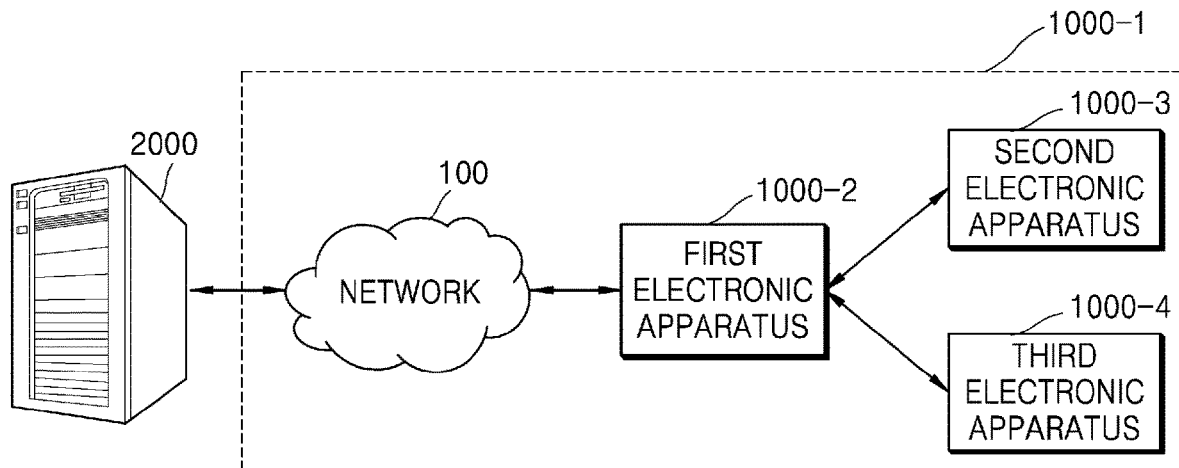 1000-1
2000
100
NETWORK
1000-2
FIRST
ELECTRONIC
APPARATUS
1000-3
SECOND
ELECTRONIC
APPARATUS
1000-4
THIRD
ELECTRONIC
APPARATUS